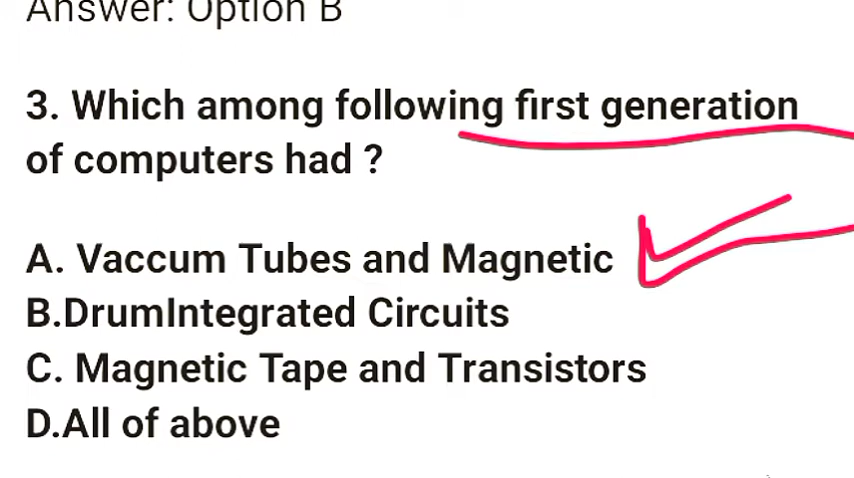 Answer: Option B
3. Which among following first generation
of computers had ?
A. Vaccum Tubes and Magnetic
B.DrumIntegrated Circuits
C. Magnetic Tape and Transistors
D.All of above